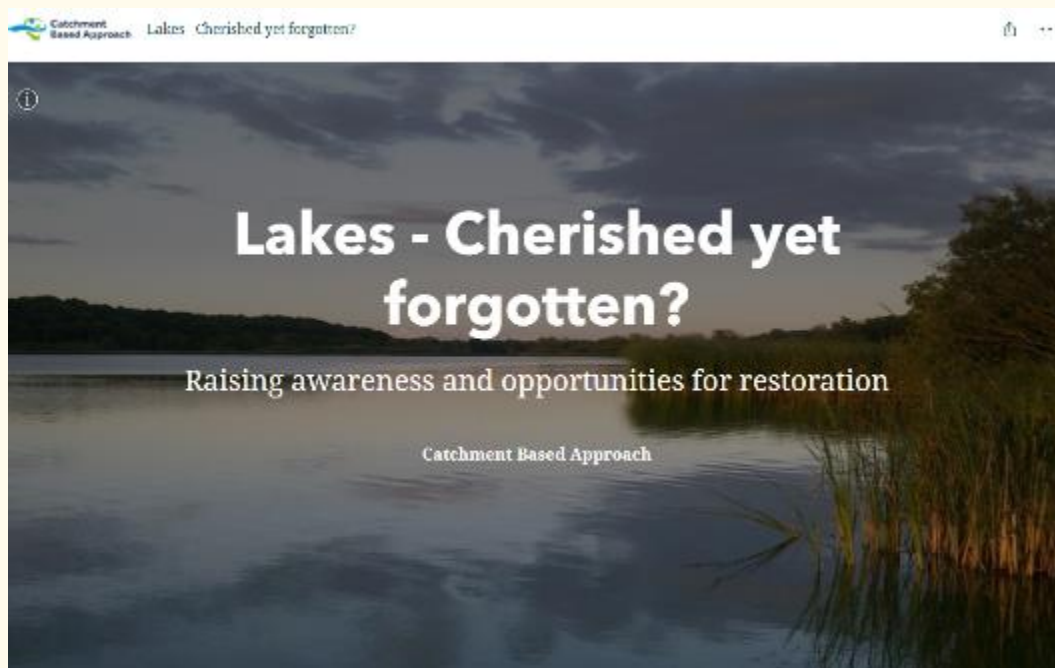 Catchment
Based Approach
Lakes - Cherished yet forgotten?
Lakes - Cherished yet
forgotten?
Raising awareness and opportunities for restoration
Catchment Based Approach